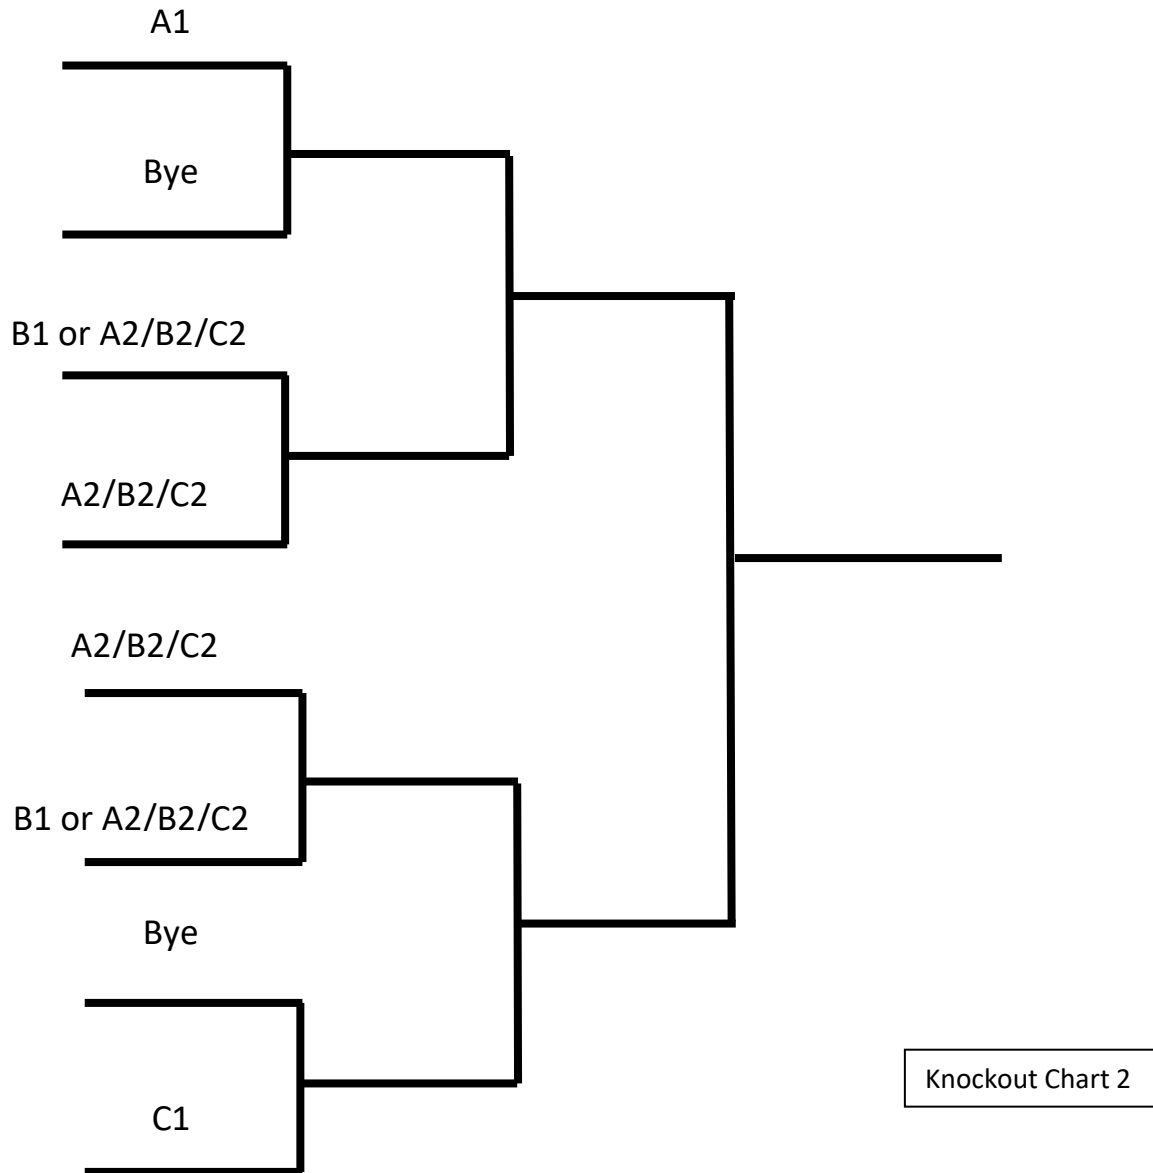 A1
Bye
B1 or A2/B2/C2
A2/B2/C2
A2/B2/C2
B1 or A2/B2/C2
Bye
C1
Knockout Chart 2